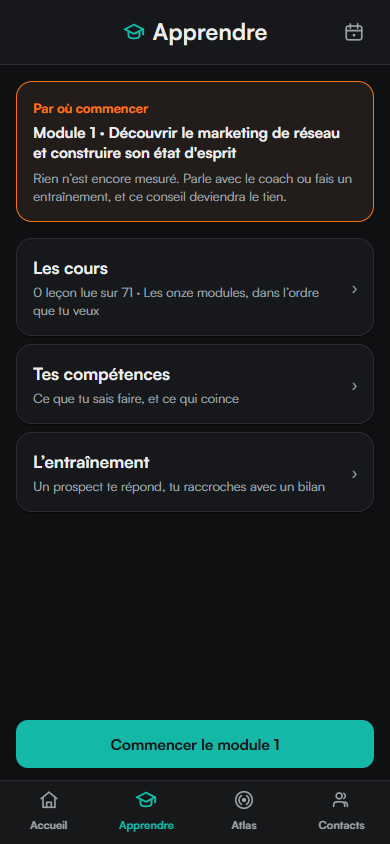 Apprendre
Par où commencer
Module 1 · Découvrir le marketing de réseau
et construire son état d'esprit
Rien n'est encore mesuré. Parle avec le coach ou fais un
entraînement, et ce conseil deviendra le tien.
Les cours
0 leçon lue sur 71 · Les onze modules, dans l'ordre
que tu veux
Tes compétences
Ce que tu sais faire, et ce qui coince
L'entraînement
Un prospect te répond, tu raccroches avec un bilan
Commencer le module 1
Accueil
Apprendre
Atlas
Contacts